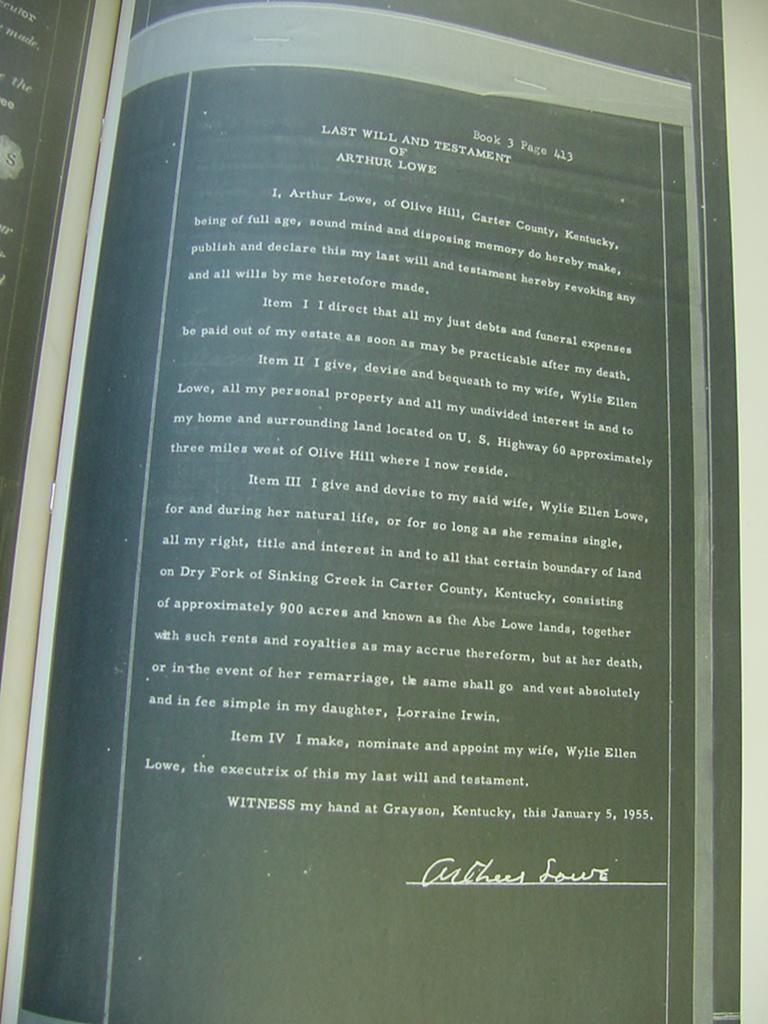 ecutor
made.
the
ee
S
Book 3 Page 413
LAST WILL AND TESTAMENT
OF
ARTHUR LOWE
I, Arthur Lowe, of Olive Hill, Carter County, Kentucky,
being of full age, sound mind and disposing memory do hereby make,
publish and declare this my last will and testament hereby revoking any
and all wills by me heretofore made.
Item I I direct that all my just debts and funeral expenses
be paid out of my estate as soon as may be practicable after my death.
Item II I give, devise and bequeath to my wife, Wylie Ellen
Lowe, all my personal property and all my undivided interest in and to
my home and surrounding land located on U. S. Highway 60 approximately
three miles west of Olive Hill where I now reside.
Item III I give and devise to my said wife, Wylie Ellen Lowe,
for and during her natural life, or for so long as she remains single,
all my right, title and interest in and to all that certain boundary of land
on Dry Fork of Sinking Creek in Carter County, Kentucky, consisting
of approximately 900 acres and known as the Abe Lowe lands, together
with such rents and royalties as may accrue thereform, but at her death,
or in the event of her remarriage, the same shall go and vest absolutely
and in fee simple in my daughter, Lorraine Irwin.
Item IV I make, nominate and appoint my wife, Wylie Ellen
Lowe, the executrix of this my last will and testament.
WITNESS my hand at Grayson, Kentucky, this January 5, 1955.
Arthur Lowe